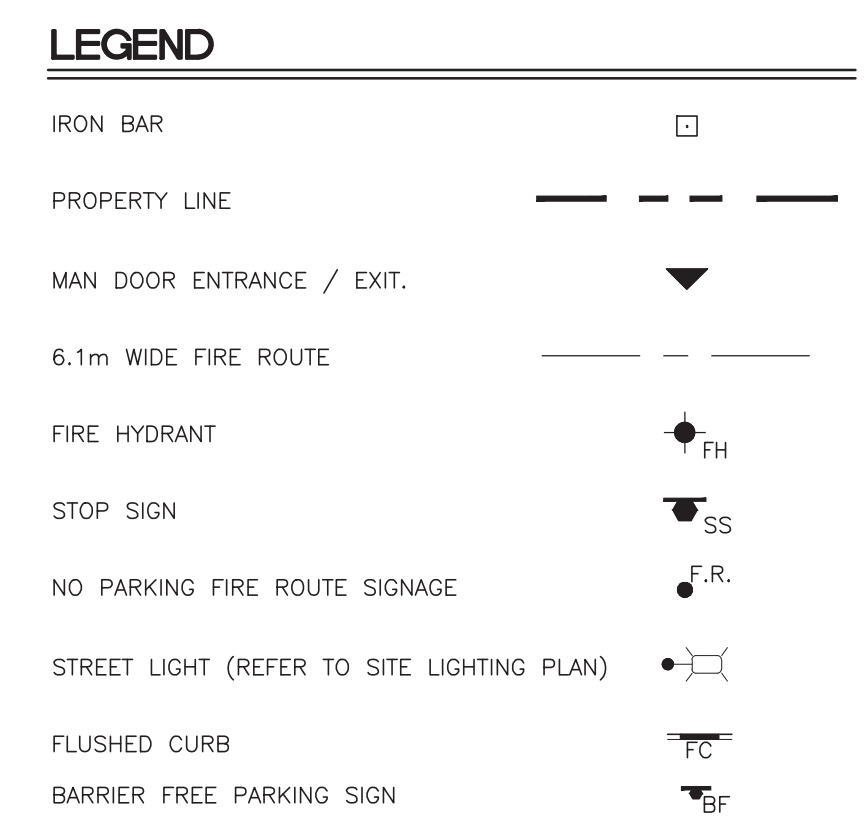 LEGEND
IRON BAR
PROPERTY LINE
MAN DOOR ENTRANCE / EXIT.
6.1m WIDE FIRE ROUTE
FIRE HYDRANT FH
STOP SIGN SS
NO PARKING FIRE ROUTE SIGNAGE F.R.
STREET LIGHT (REFER TO SITE LIGHTING PLAN)
FLUSHED CURB FC
BARRIER FREE PARKING SIGN BF